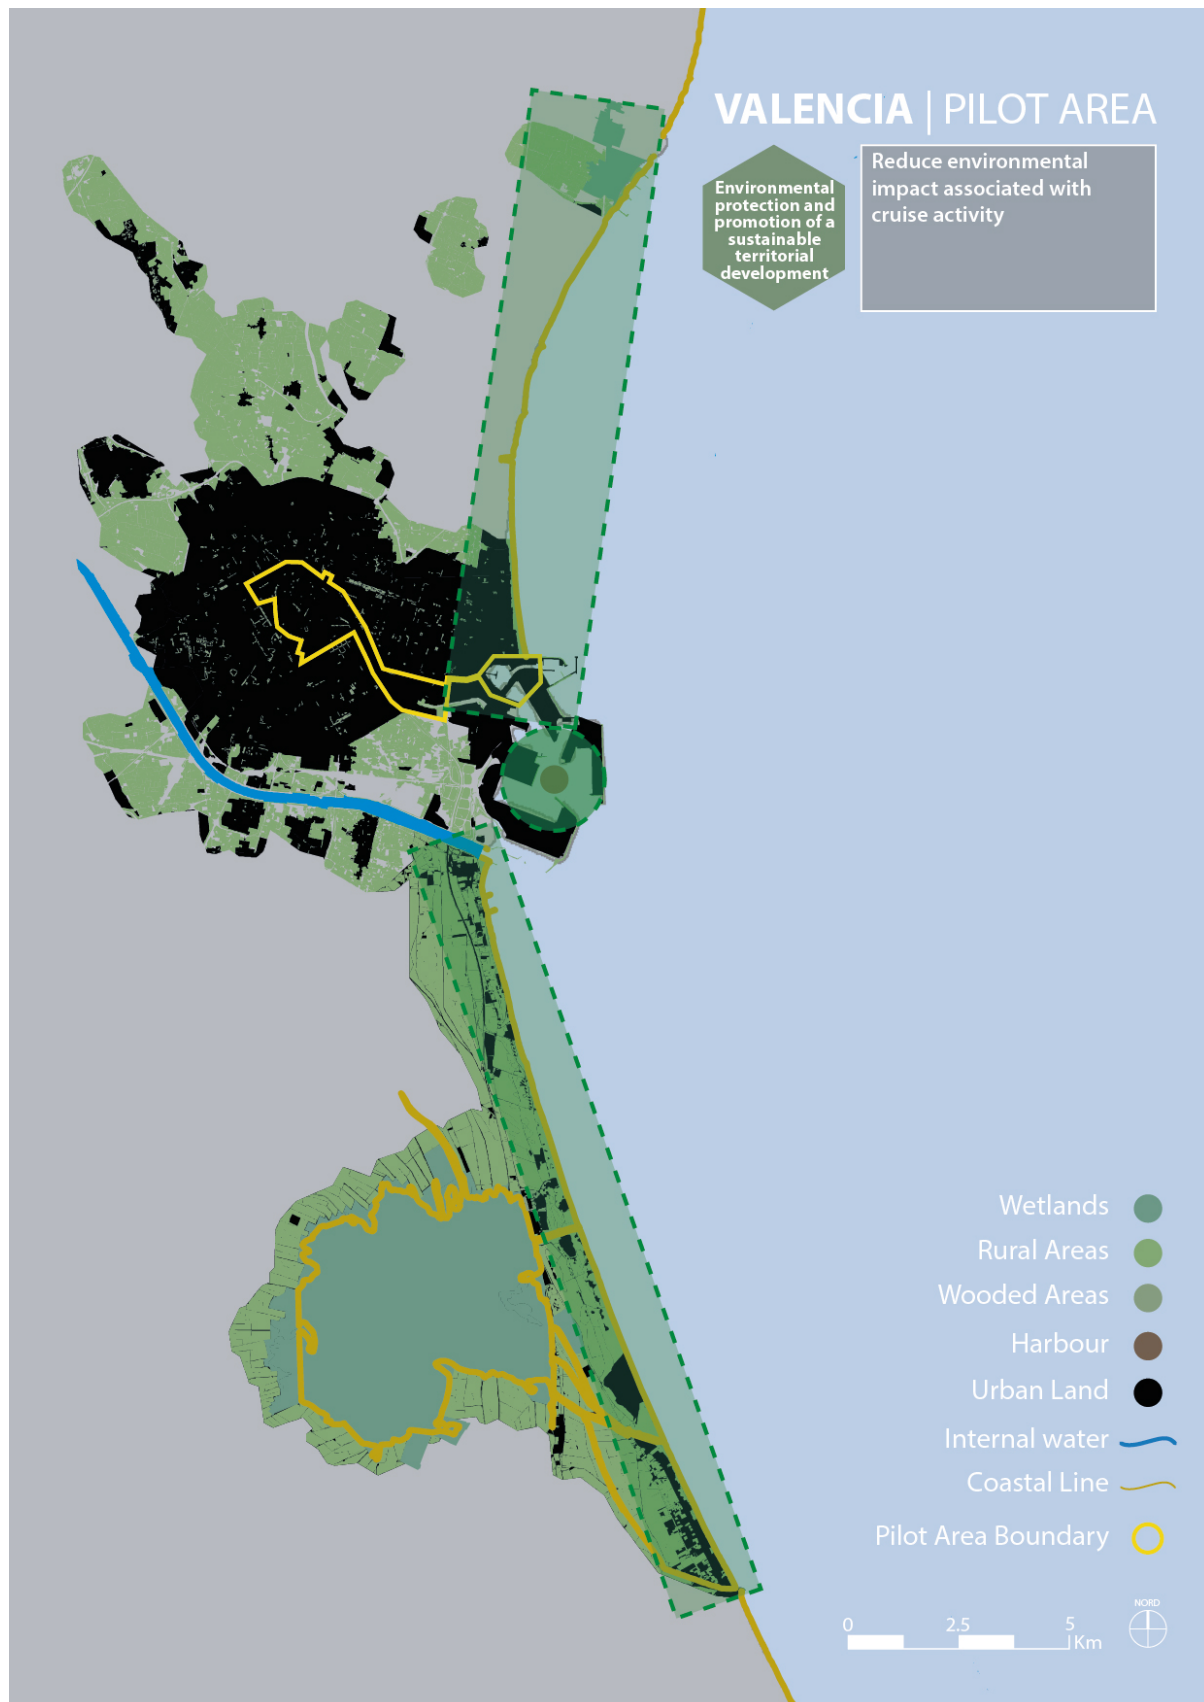 VALENCIA | PILOT AREA
Environmental
protection and
promotion of a
sustainable
territorial
development
Reduce environmental
impact associated with
cruise activity
Wetlands
Rural Areas
Wooded Areas
Harbour
Urban Land
Internal water
Coastal Line
Pilot Area Boundary
NORD
0 2.5 5
Km